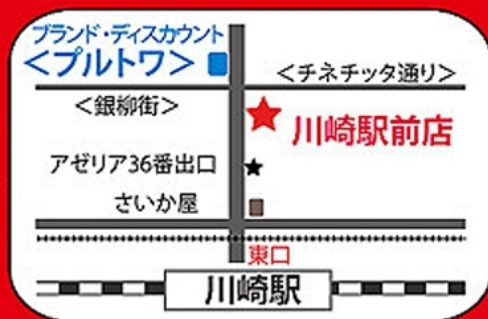 ブランド・ディスカウント
＜プルトワ＞
＜チネチッタ通り＞
＜銀柳街＞
川崎駅前店
アゼリア36番出口
さいか屋
東口
川崎駅